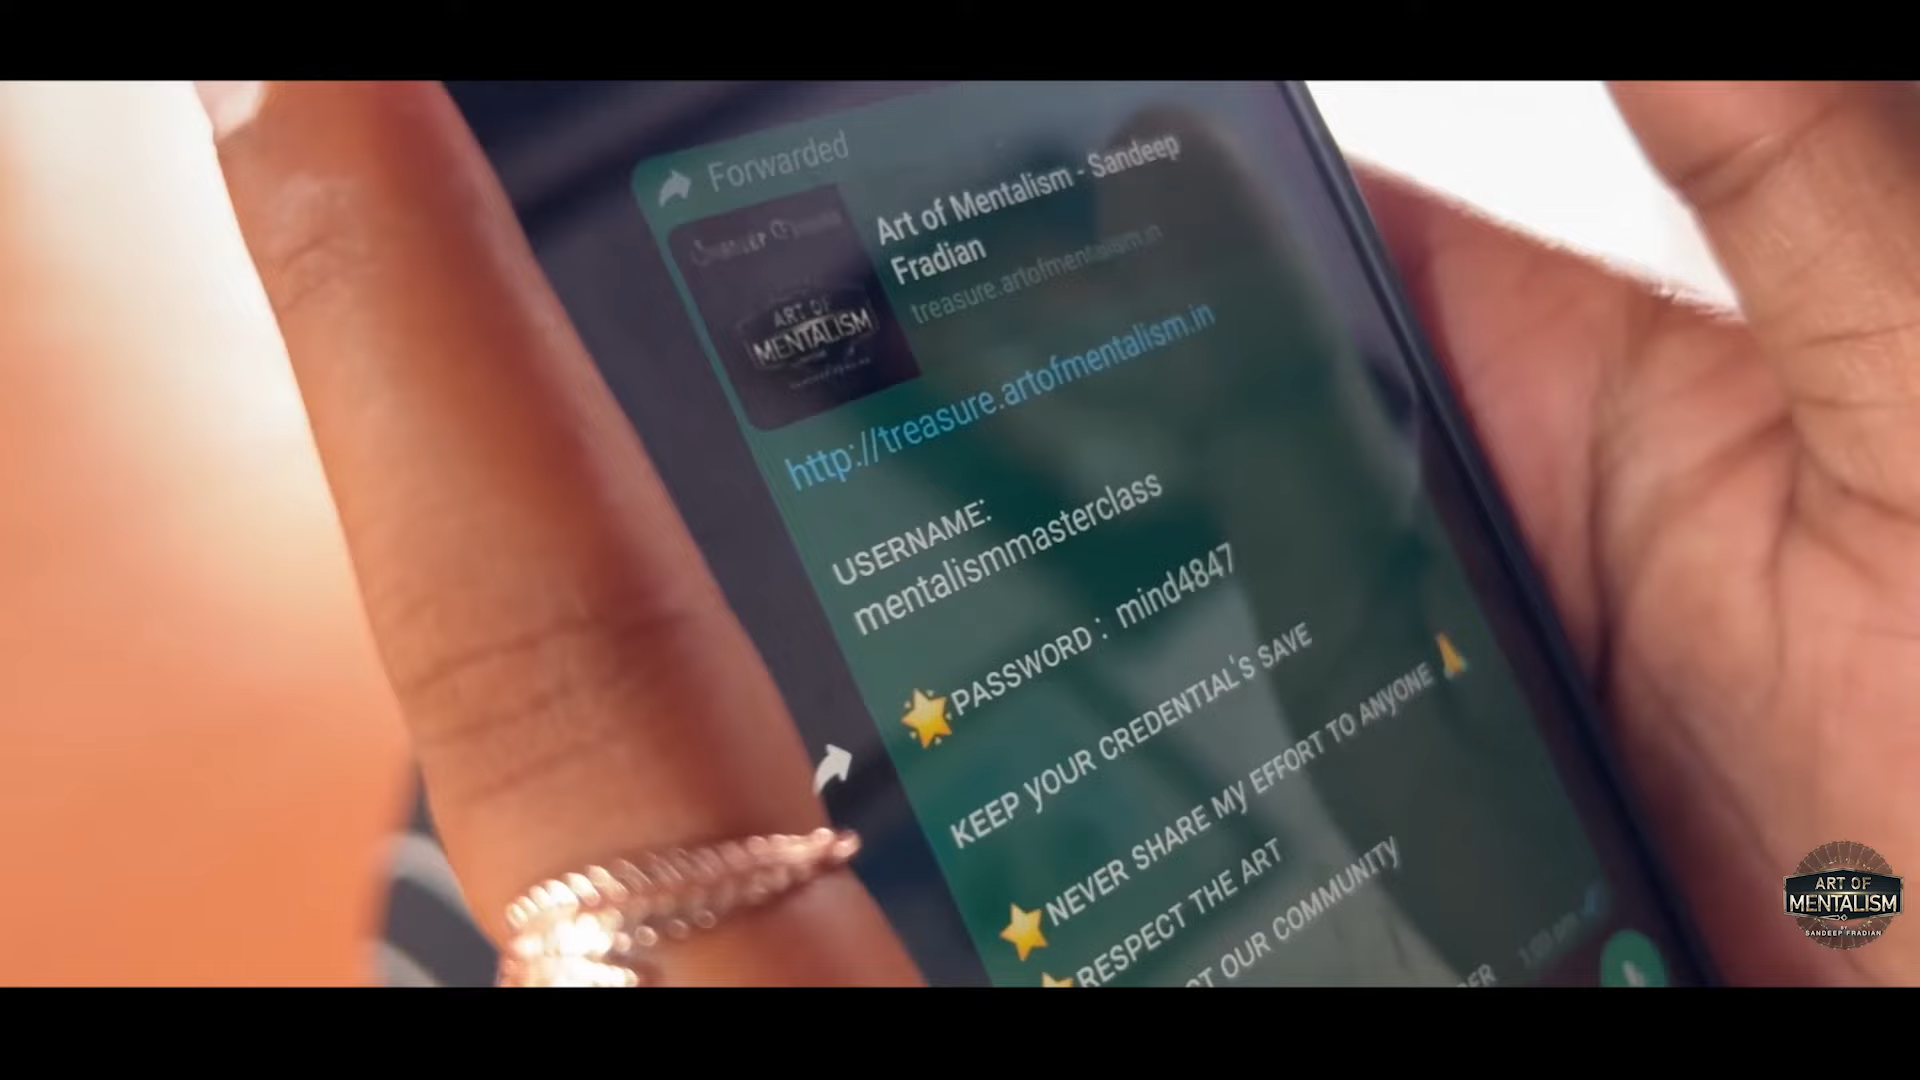 Forwarded
Art of Mentalism - Sandeep
Fradian
treasure.artofmentalism.in
ART OF
MENTALISM
http://treasure.artofmentalism.in
USERNAME:
mentalismmasterclass
🌟PASSWORD : mind4847
KEEP YOUR CREDENTIAL'S SAVE
⭐NEVER SHARE MY EFFORT TO ANYONE 🙏
⭐RESPECT THE ART
OUR COMMUNITY
ART OF
MENTALISM
BY
SANDEEP FRADIAN